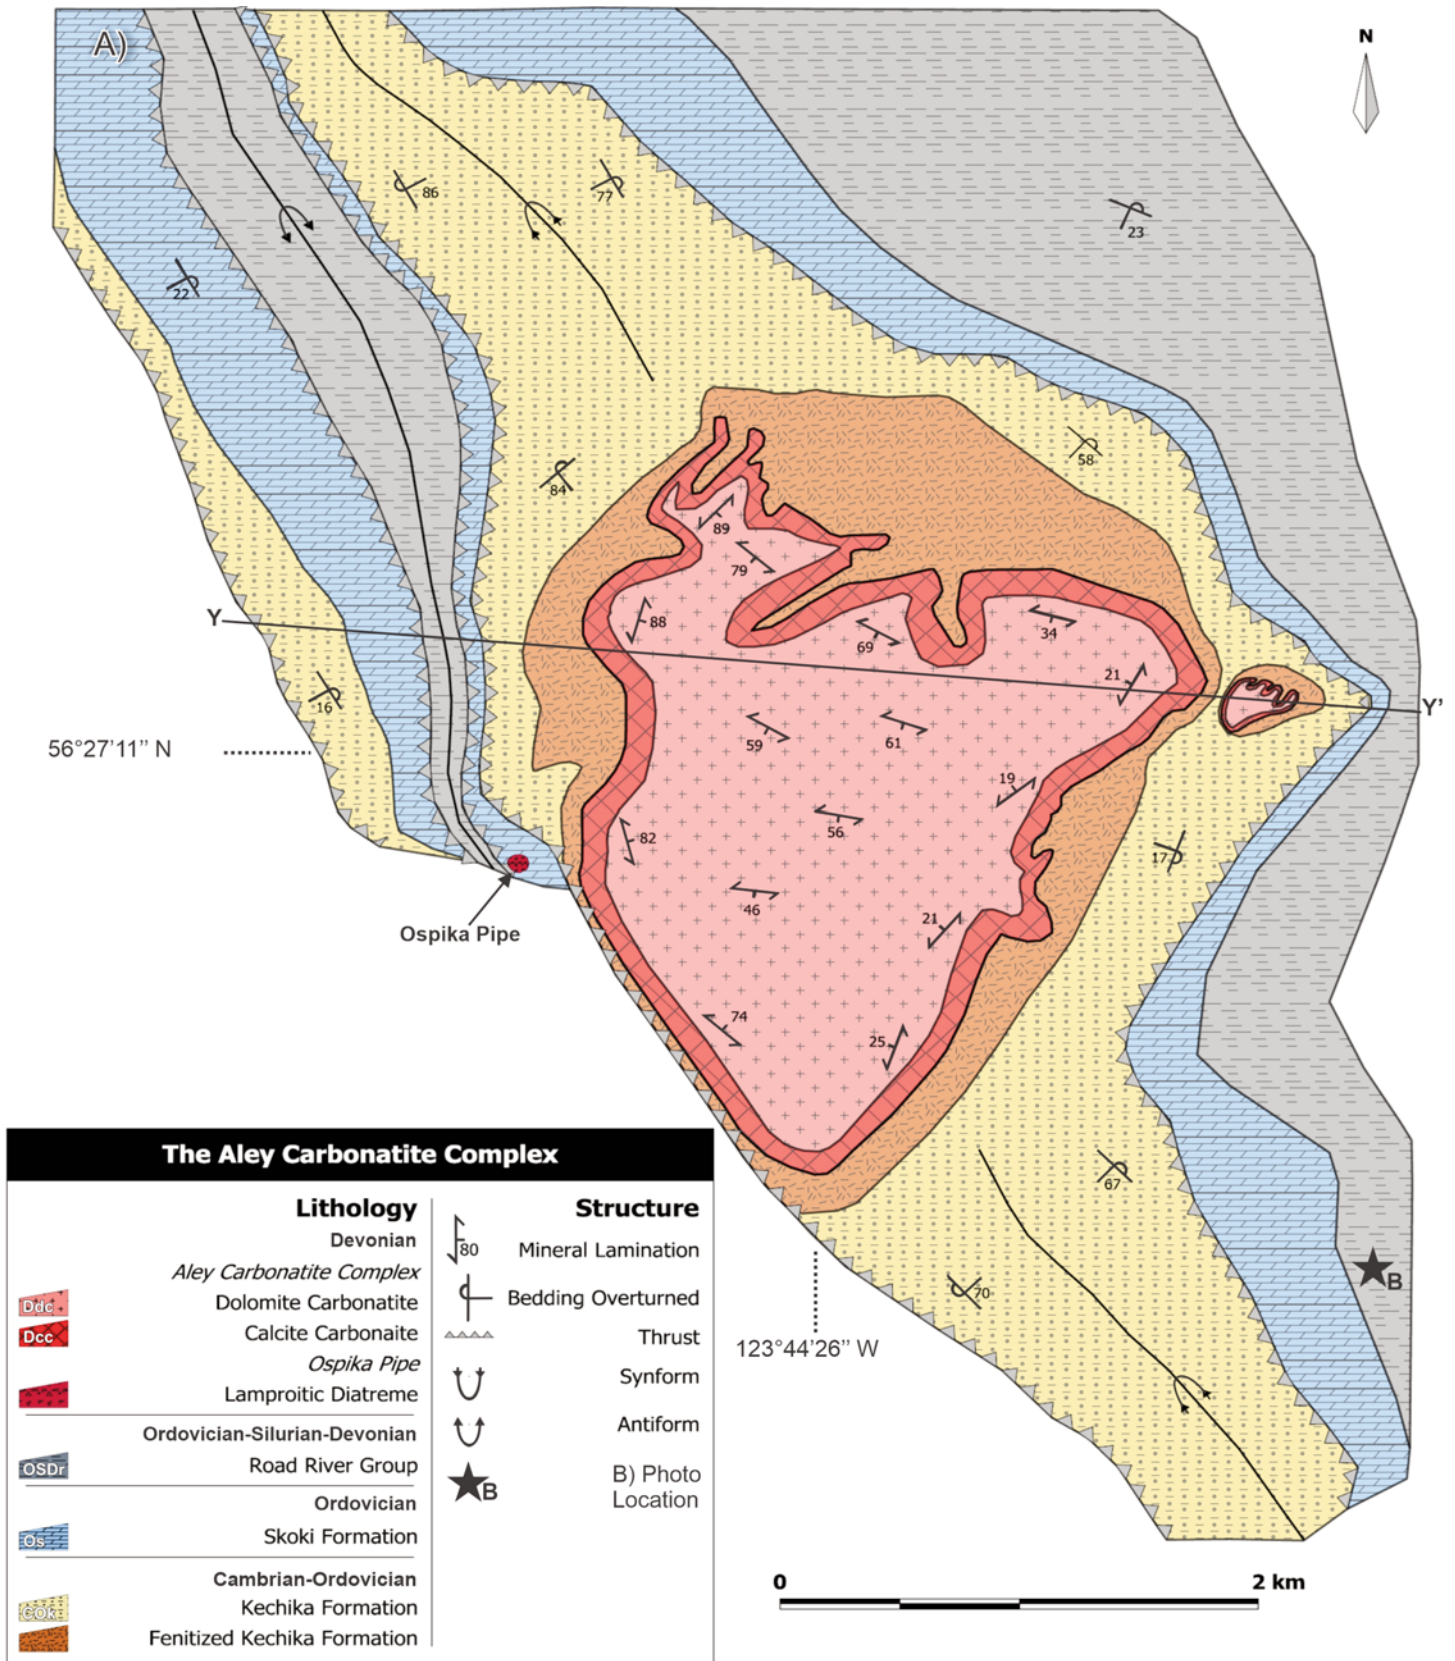 A)
N
86
77
23
22
84
58
89
79
88
69
34
21
Y
Y'
16
56°27'11'' N
59
61
19
56
82
17
46
21
Ospika Pipe
74
25
67
70
123°44'26'' W
B
0 2 km
The Aley Carbonatite Complex
Lithology
Devonian
Aley Carbonatite Complex
Ddc Dolomite Carbonatite
Dcc Calcite Carbonaite
Ospika Pipe
Lamproitic Diatreme
Ordovician-Silurian-Devonian
OSDr Road River Group
Ordovician
Os Skoki Formation
Cambrian-Ordovician
COk Kechika Formation
Fenitized Kechika Formation
Structure
80 Mineral Lamination
Bedding Overturned
Thrust
Synform
Antiform
B B) Photo
Location